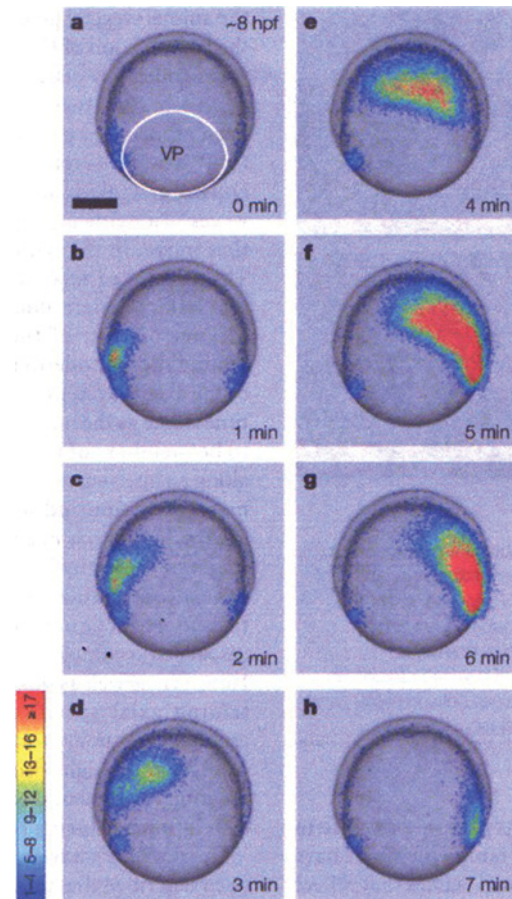 a ~8 hpf
VP
0 min
e
4 min
b
1 min
f
5 min
c
2 min
g
6 min
d
3 min
h
7 min
1–4 5–8 9–12 13–16 ≥17